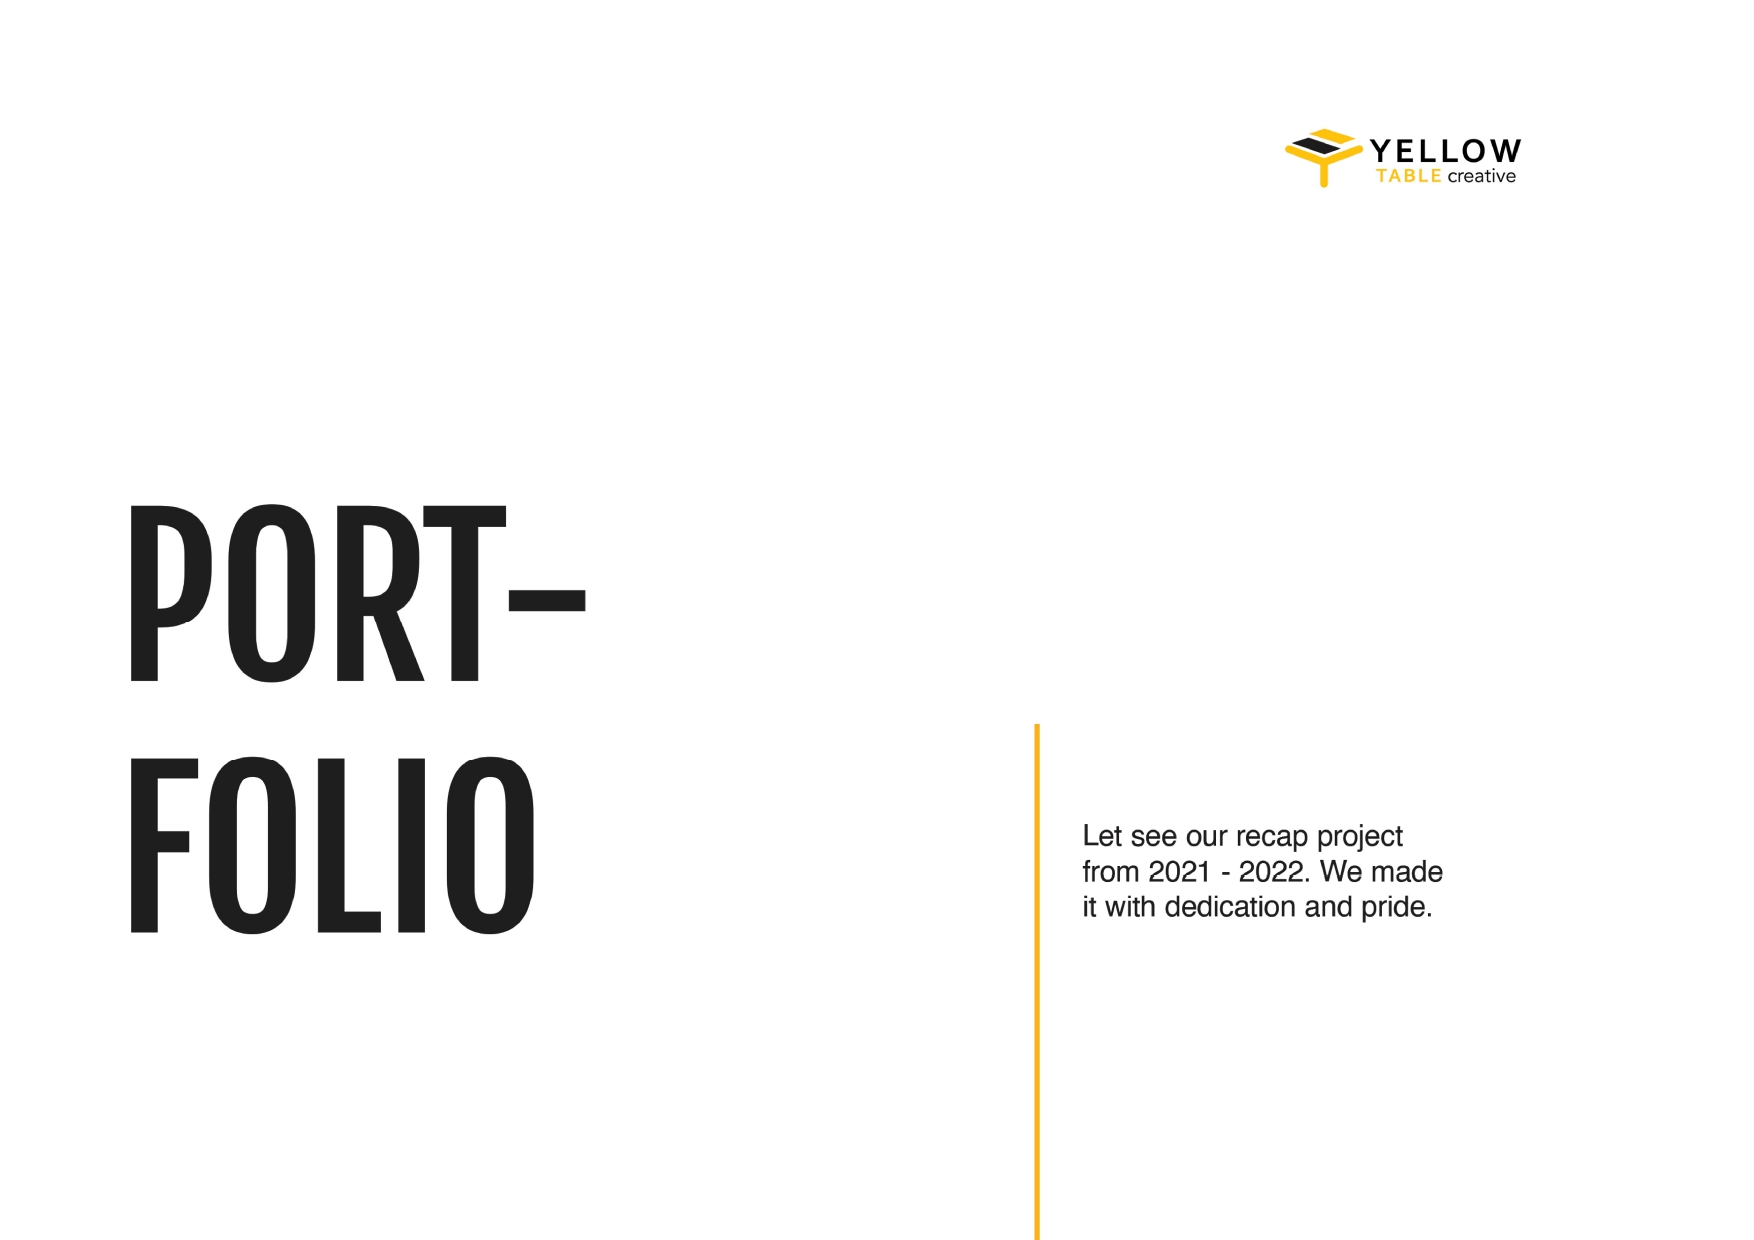 YELLOW
TABLE creative
PORT–
FOLIO
Let see our recap project
from 2021 - 2022. We made
it with dedication and pride.